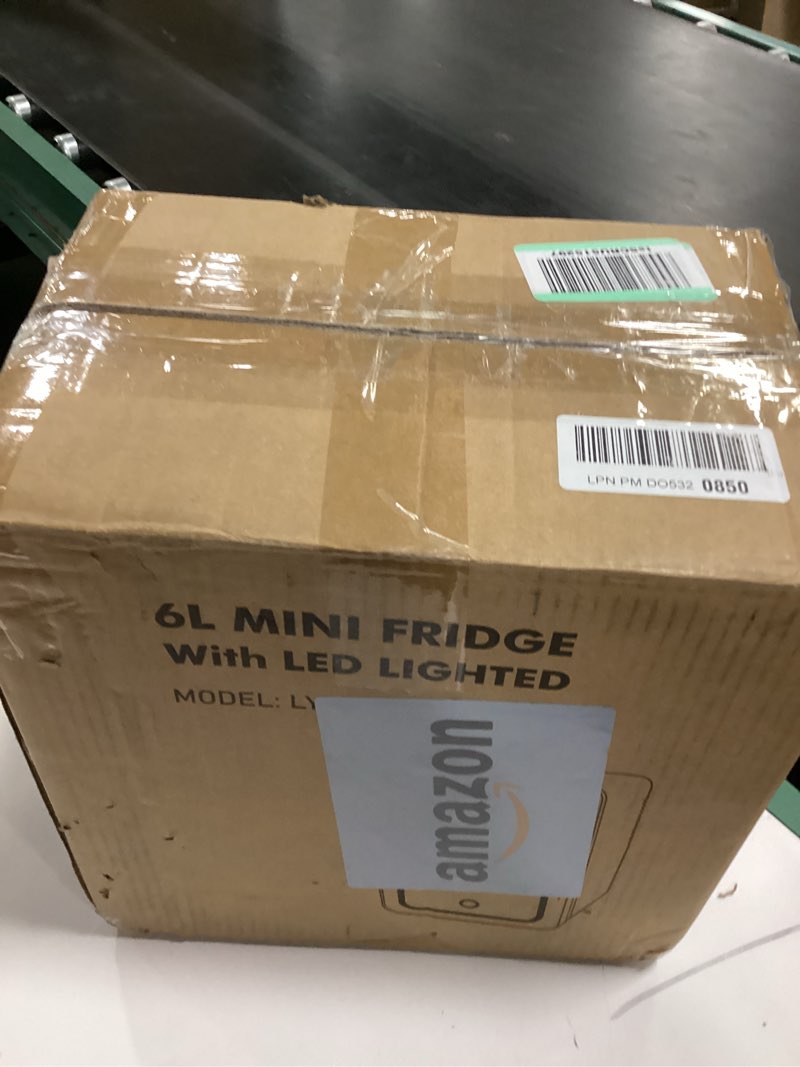 LPN PM DO532 0850
6L MINI FRIDGE
With LED LIGHTED
MODEL: LY
amazon